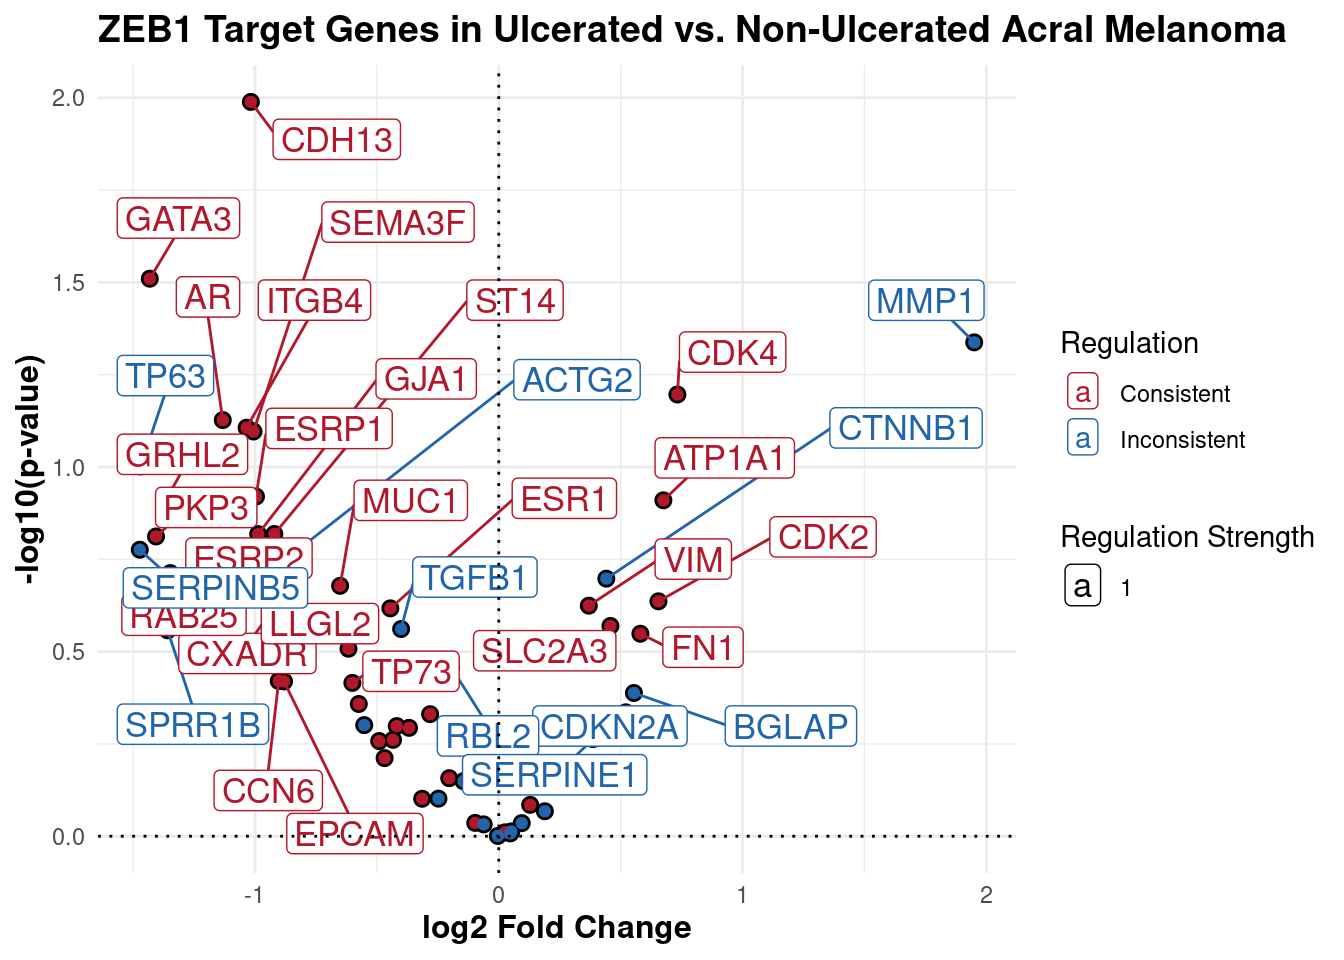 ZEB1 Target Genes in Ulcerated vs. Non-Ulcerated Acral Melanoma
2.0
CDH13
GATA3
SEMA3F
1.5
AR
ITGB4
ST14
MMP1
CDK4
TP63
GJA1
ACTG2
ESRP1
CTNNB1
GRHL2
1.0
ATP1A1
PKP3
MUC1
ESR1
CDK2
ESRP2
VIM
SERPINB5
TGFB1
RAB25
LLGL2
CXADR
0.5
SLC2A3
FN1
TP73
SPRR1B
RBL2
CDKN2A
BGLAP
SERPINE1
CCN6
EPCAM
0.0
-1
0
1
2
log2 Fold Change
-log10(p-value)
Regulation
a Consistent
a Inconsistent
Regulation Strength
a 1